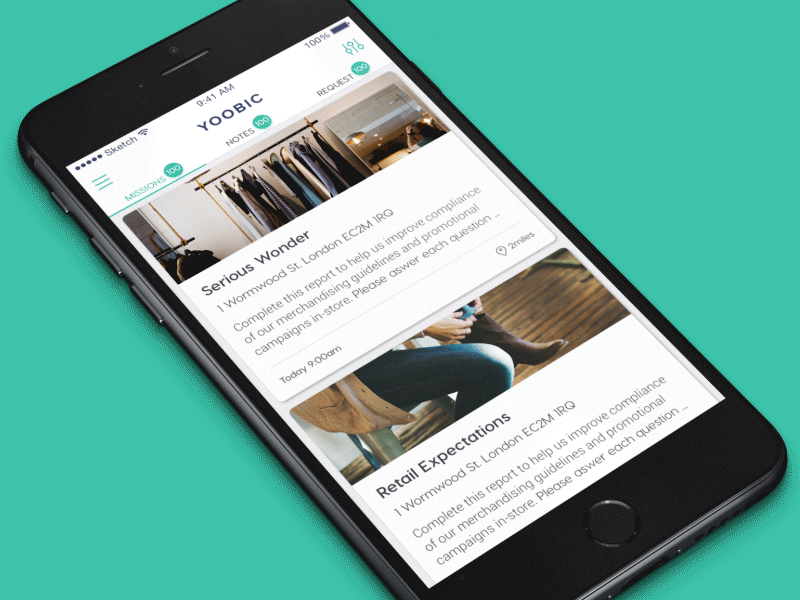 Sketch 9:41 AM 100%
YOOBIC
MISSIONS 100 NOTES 100 REQUEST 100
Serious Wonder
1 Wormwood St. London EC2M 1RQ
Complete this report to help us improve compliance
of our merchandising guidelines and promotional
campaigns in-store. Please aswer each question ...
Today 9:00am 2miles
Retail Expectations
1 Wormwood St. London EC2M 1RQ
Complete this report to help us improve compliance
of our merchandising guidelines and promotional
campaigns in-store. Please aswer each question ...